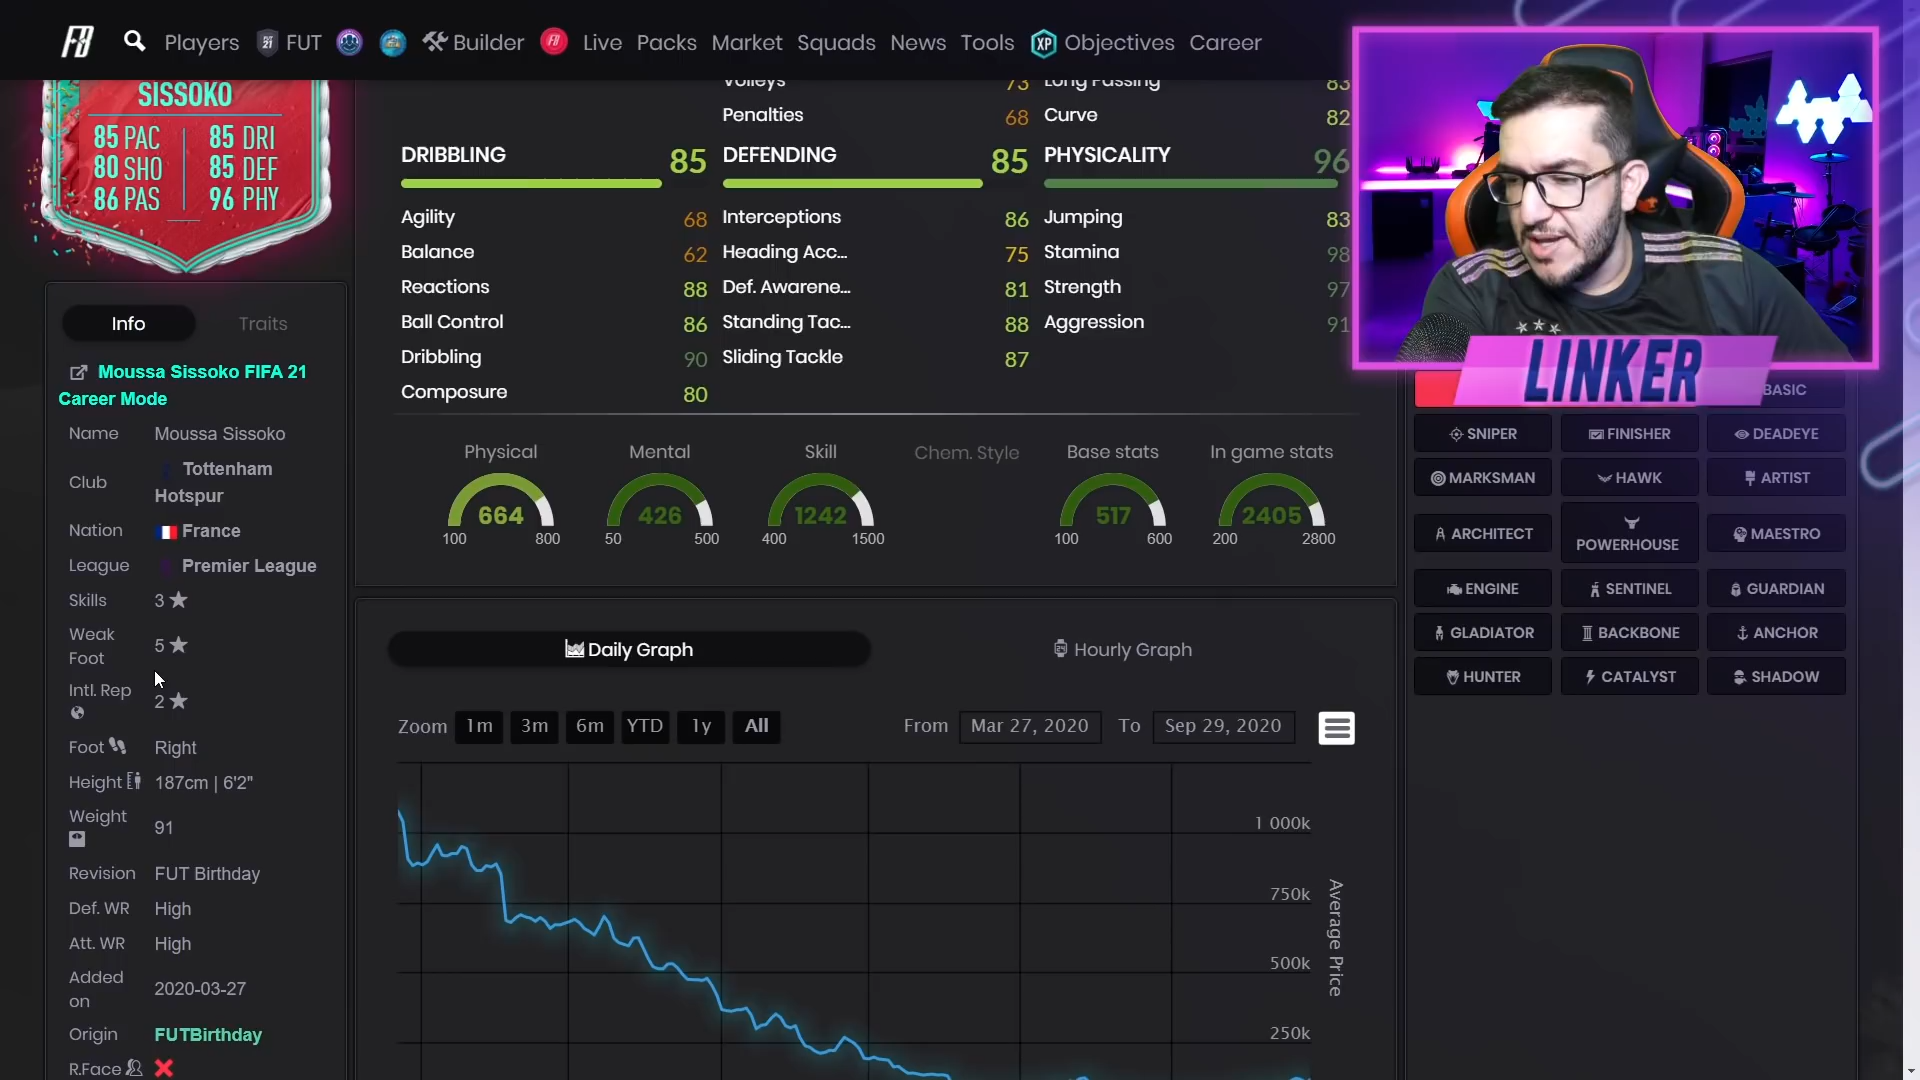 Players
21 FUT
Builder
Live
Packs
Market
Squads
News
Tools
XP Objectives
Career
SISSOKO
85 PAC 85 DRI
80 SHO 85 DEF
86 PAS 96 PHY
Volleys 73 Long Passing 83
Penalties 68 Curve 82
DRIBBLING 85 DEFENDING 85 PHYSICALITY 96
Agility 68 Interceptions 86 Jumping 83
Balance 62 Heading Acc... 75 Stamina 98
Reactions 88 Def. Awarene... 81 Strength 97
Ball Control 86 Standing Tac... 88 Aggression 91
Dribbling 90 Sliding Tackle 87
Composure 80
Info Traits
Moussa Sissoko FIFA 21
Career Mode
Name Moussa Sissoko
Club Tottenham
Hotspur
Nation France
League Premier League
Skills 3
Weak
Foot 5
Intl. Rep 2
Foot Right
Height 187cm | 6'2"
Weight 91
Revision FUT Birthday
Def. WR High
Att. WR High
Added
on 2020-03-27
Origin FUTBirthday
R.Face
Physical Mental Skill Chem. Style Base stats In game stats
664 426 1242 517 2405
100 800 50 500 400 1500 100 600 200 2800
Daily Graph Hourly Graph
Zoom 1m 3m 6m YTD 1y All From Mar 27, 2020 To Sep 29, 2020
1 000k
750k
500k
250k
Average Price
LINKER
BASIC
SNIPER FINISHER DEADEYE
MARKSMAN HAWK ARTIST
ARCHITECT POWERHOUSE MAESTRO
ENGINE SENTINEL GUARDIAN
GLADIATOR BACKBONE ANCHOR
HUNTER CATALYST SHADOW